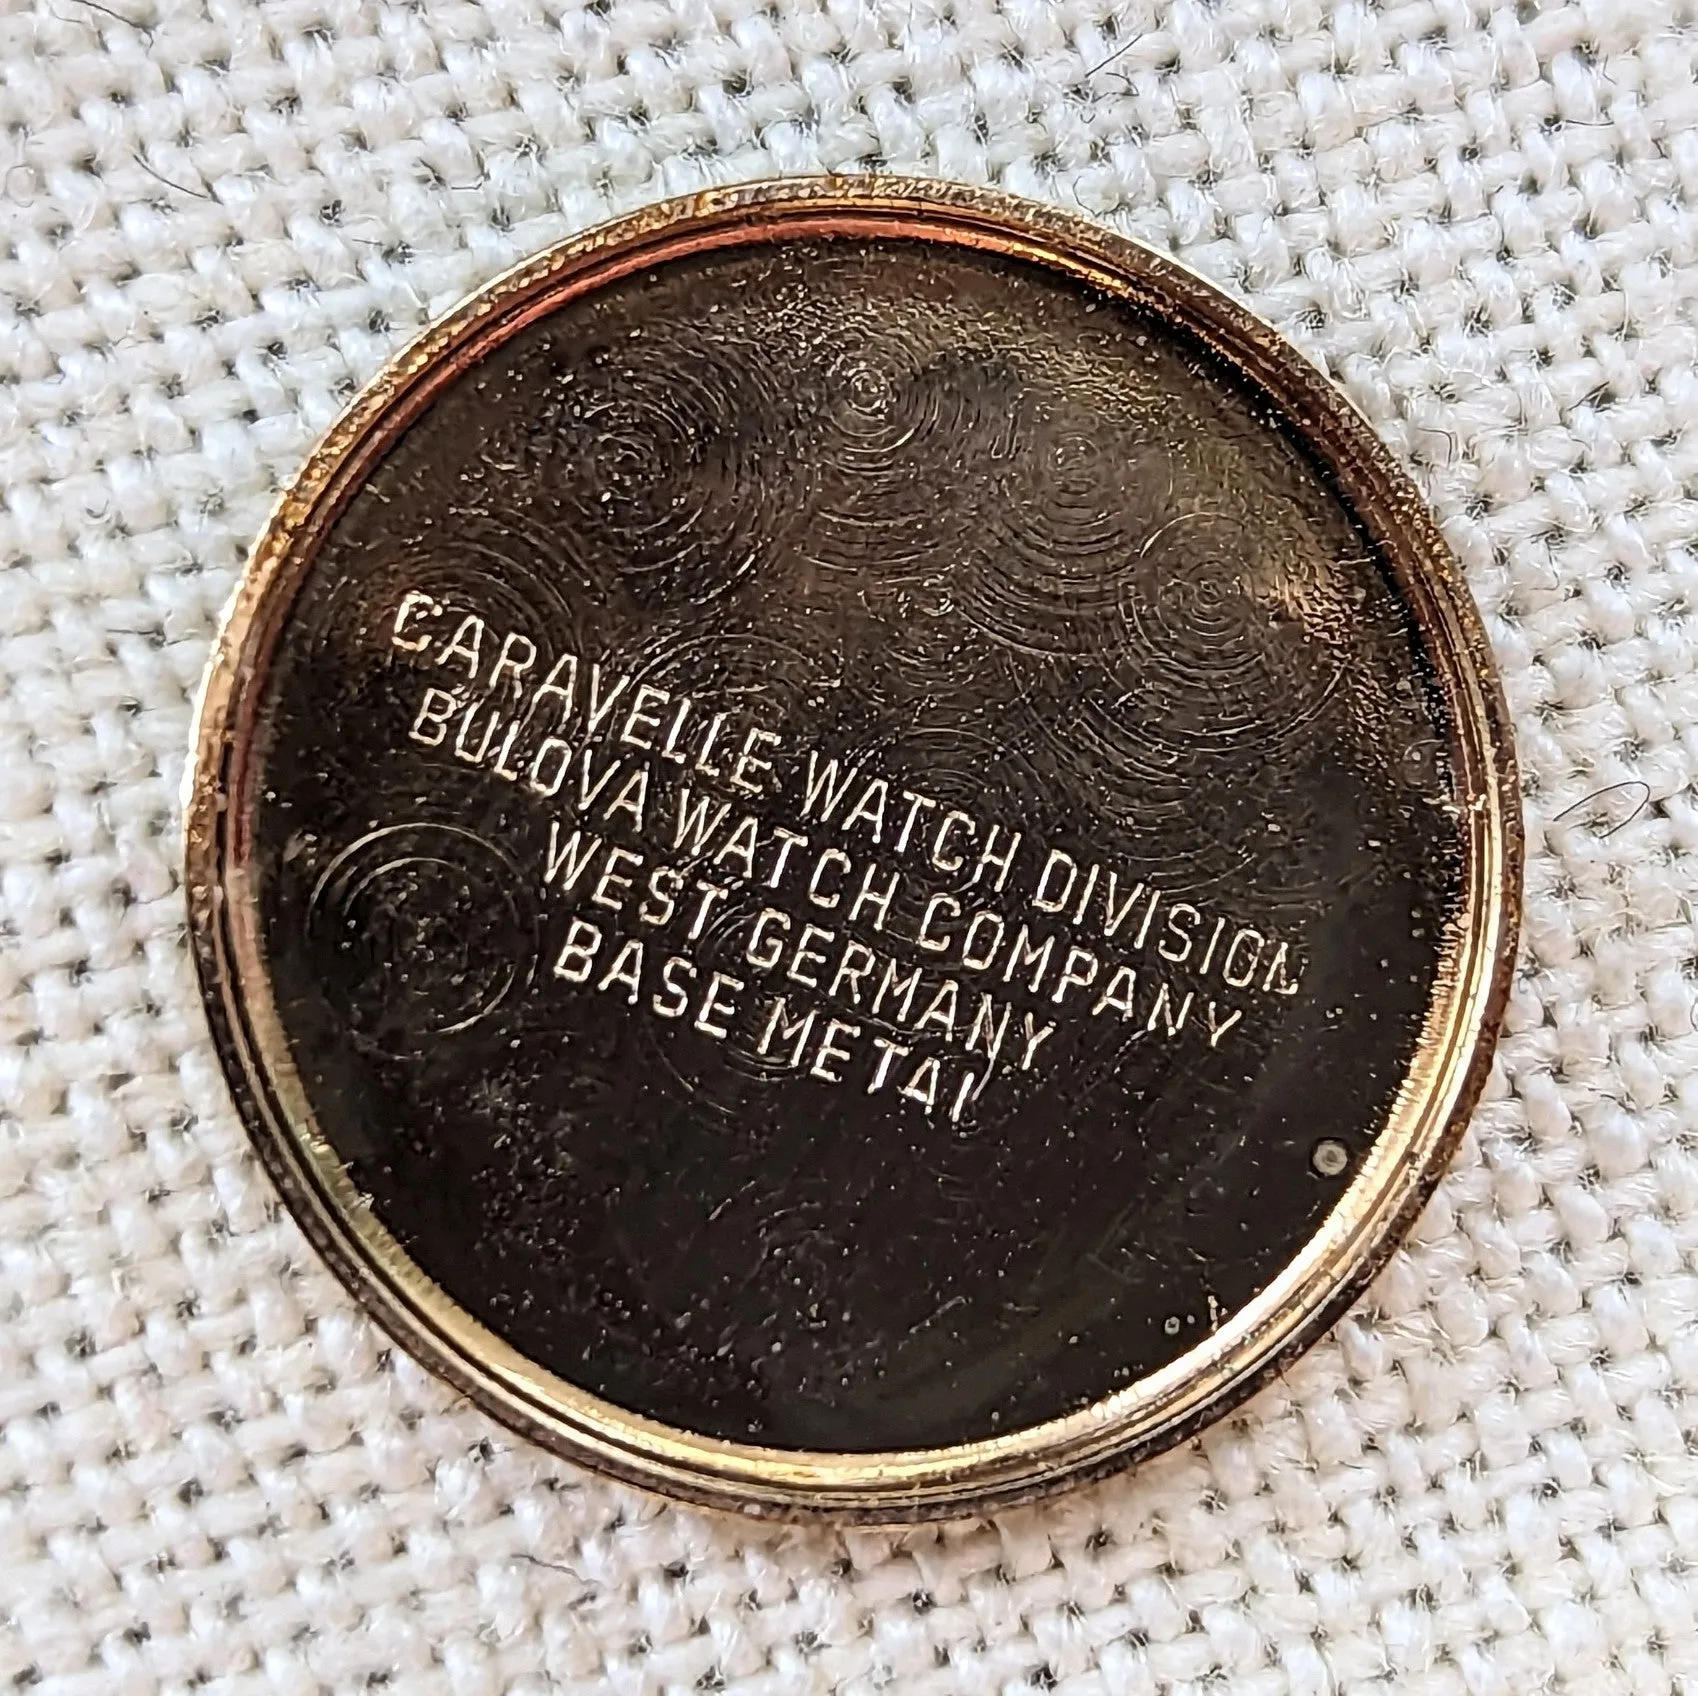 CARAVELLE WATCH DIVISION
BULOVA WATCH COMPANY
WEST GERMANY
BASE METAL